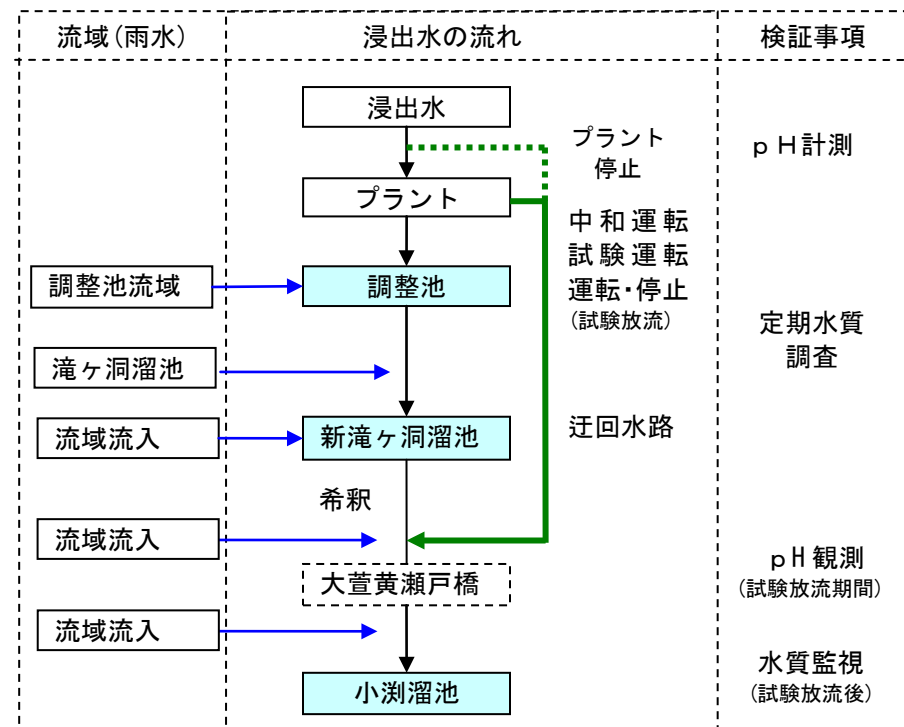 流域(雨水)
浸出水の流れ
検証事項
浸出水
プラント
停止
pH計測
プラント
中和運転
試験運転
運転・停止
(試験放流)
調整池流域
調整池
定期水質
調査
滝ヶ洞溜池
流域流入
新滝ヶ洞溜池
迂回水路
希釈
流域流入
大萱黄瀬戸橋
pH観測
(試験放流期間)
流域流入
小渕溜池
水質監視
(試験放流後)